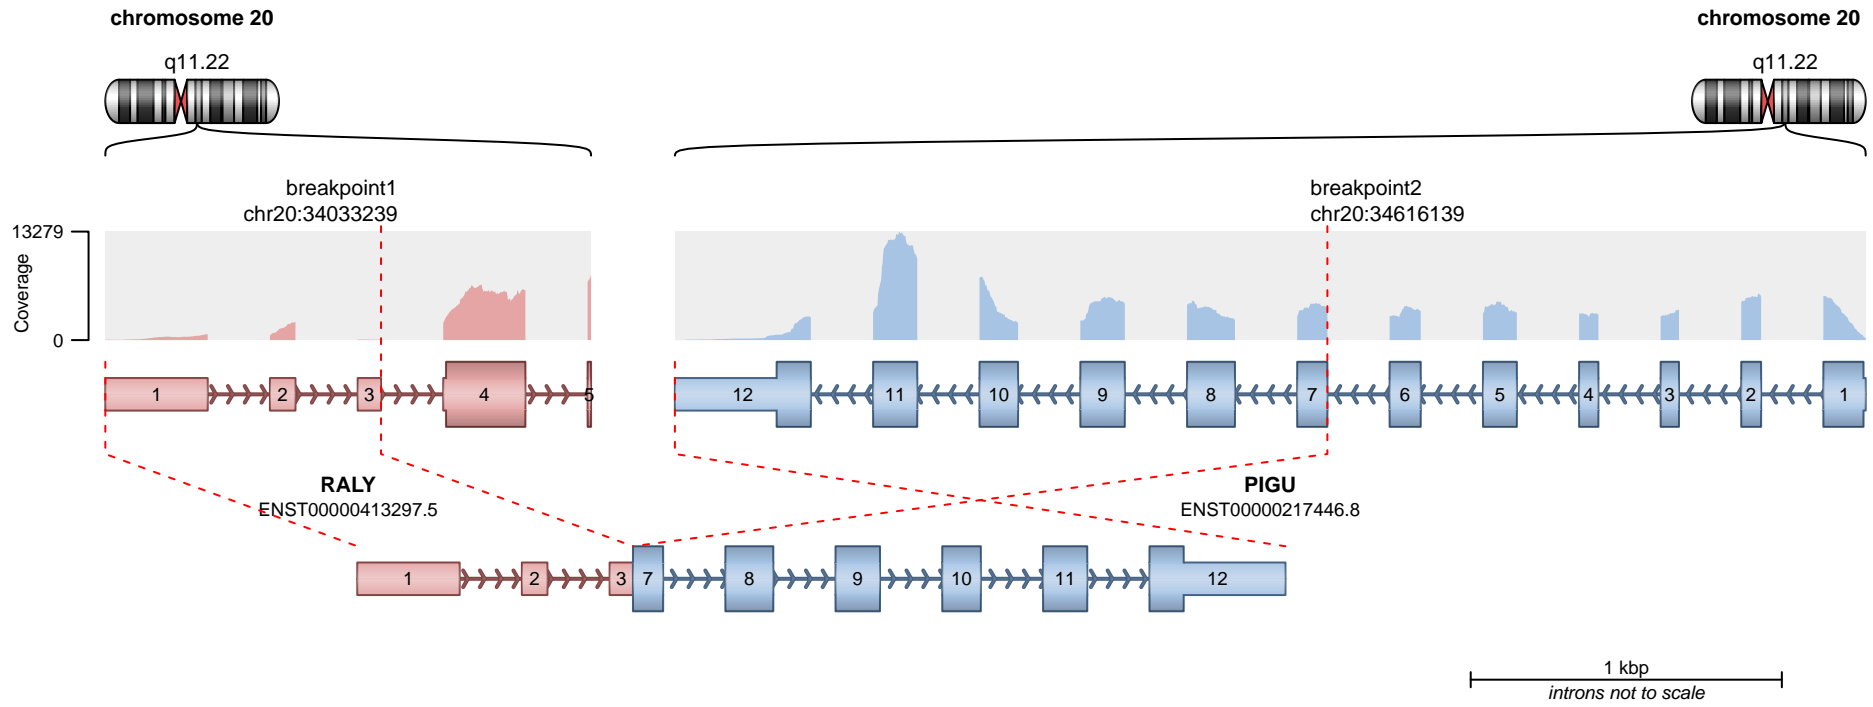 chromosome 20
chromosome 20
q11.22
q11.22
breakpoint1
chr20:34033239
breakpoint2
chr20:34616139
13279
Coverage
0
1 2 3 4 5
12 11 10 9 8 7 6 5 4 3 2 1
RALY
ENST00000413297.5
PIGU
ENST00000217446.8
1 2 3 7 8 9 10 11 12
1 kbp
introns not to scale